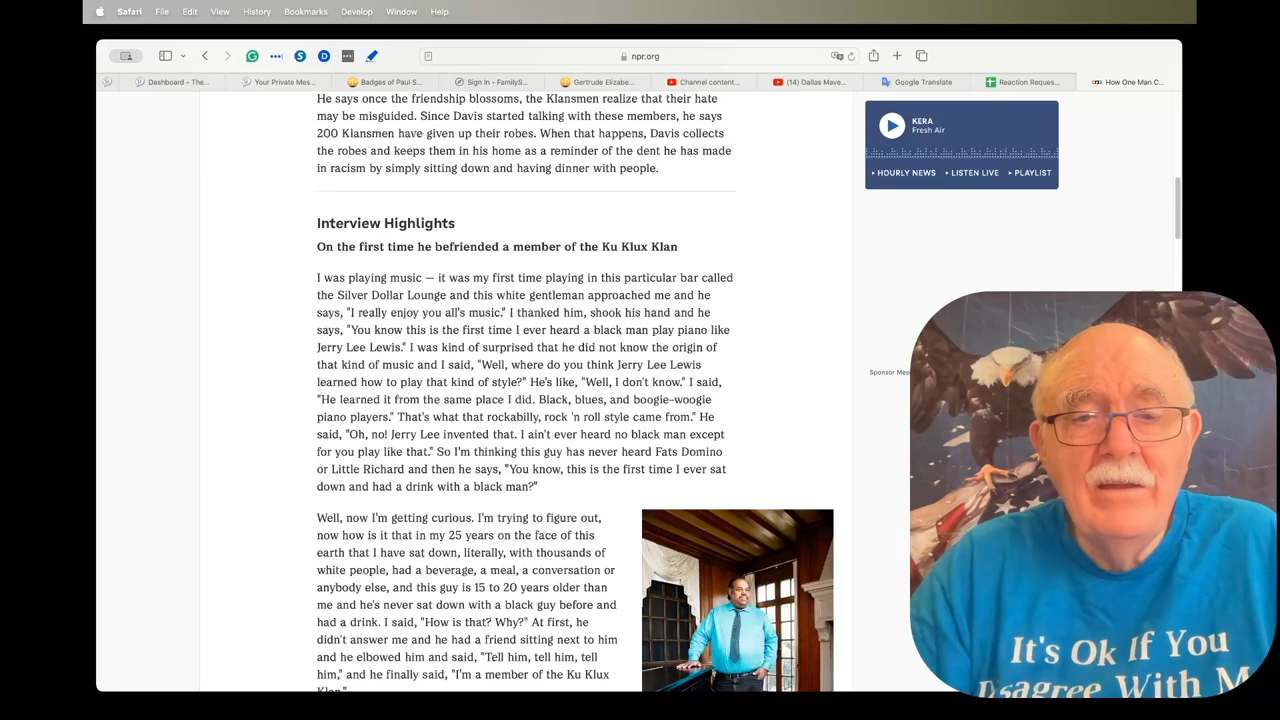 Safari File Edit View History Bookmarks Develop Window Help
npr.org
Dashboard - The... Your Private Mes... Badges of Paul S... Sign In • FamilyS... Gertrude Elizabe... Channel content... (14) Dallas Mave... Google Translate Reaction Reques... How One Man C...
He says once the friendship blossoms, the Klansmen realize that their hate
may be misguided. Since Davis started talking with these members, he says
200 Klansmen have given up their robes. When that happens, Davis collects
the robes and keeps them in his home as a reminder of the dent he has made
in racism by simply sitting down and having dinner with people.
KERA
Fresh Air
HOURLY NEWS LISTEN LIVE PLAYLIST
Interview Highlights
On the first time he befriended a member of the Ku Klux Klan
I was playing music — it was my first time playing in this particular bar called
the Silver Dollar Lounge and this white gentleman approached me and he
says, "I really enjoy you all's music." I thanked him, shook his hand and he
says, "You know this is the first time I ever heard a black man play piano like
Jerry Lee Lewis." I was kind of surprised that he did not know the origin of
that kind of music and I said, "Well, where do you think Jerry Lee Lewis
learned how to play that kind of style?" He's like, "Well, I don't know." I said,
"He learned it from the same place I did. Black, blues, and boogie-woogie
piano players." That's what that rockabilly, rock 'n roll style came from." He
said, "Oh, no! Jerry Lee invented that. I ain't ever heard no black man except
for you play like that." So I'm thinking this guy has never heard Fats Domino
or Little Richard and then he says, "You know, this is the first time I ever sat
down and had a drink with a black man?"
Sponsor Mes
Well, now I'm getting curious. I'm trying to figure out,
now how is it that in my 25 years on the face of this
earth that I have sat down, literally, with thousands of
white people, had a beverage, a meal, a conversation or
anybody else, and this guy is 15 to 20 years older than
me and he's never sat down with a black guy before and
had a drink. I said, "How is that? Why?" At first, he
didn't answer me and he had a friend sitting next to him
and he elbowed him and said, "Tell him, tell him, tell
him," and he finally said, "I'm a member of the Ku Klux
Klan."
It's Ok If You
Disagree With M